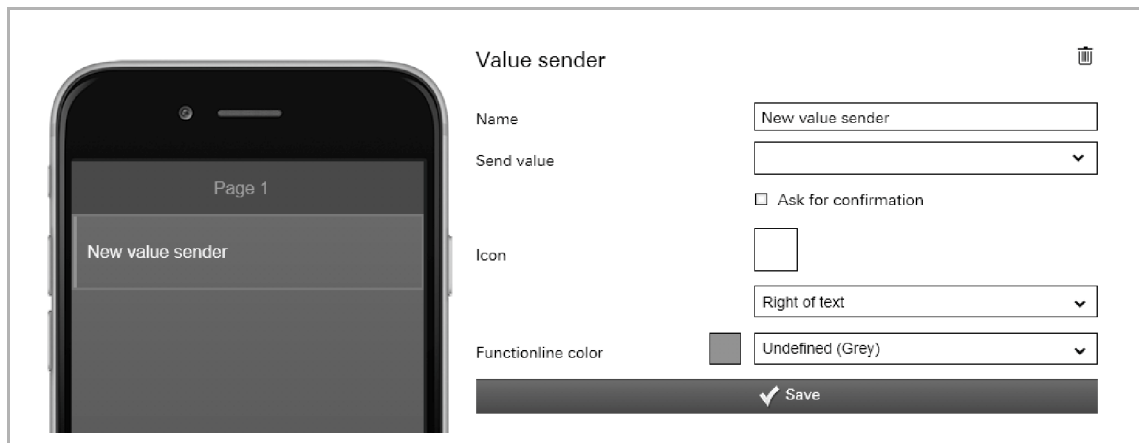 Value sender
Name
New value sender
Send value
Ask for confirmation
Icon
Right of text
Functionline color
Undefined (Grey)
Save
Page 1
New value sender